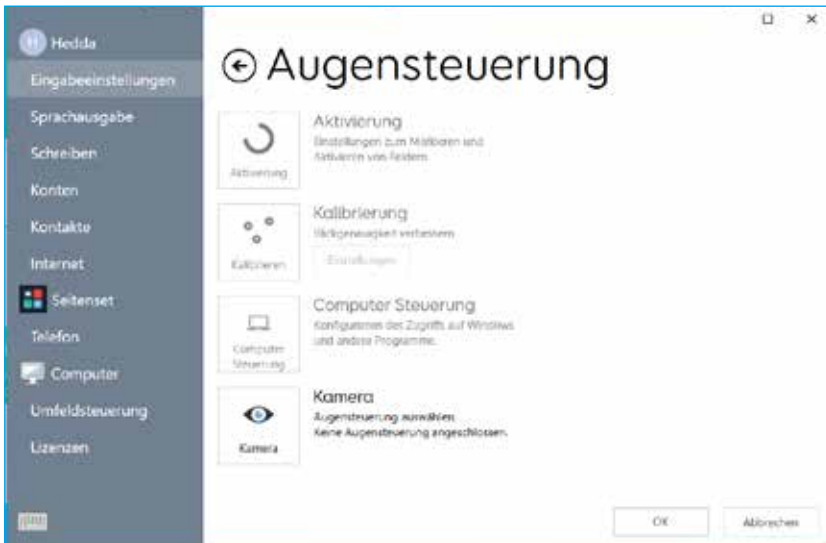 H Hedda
Eingabeeinstellungen
Sprachausgabe
Schreiben
Konten
Kontakte
Internet
Seitenset
Telefon
Computer
Umfeldsteuerung
Lizenzen
Augensteuerung
Aktivierung
Aktivierung
Einstellungen zum Mitlaoren und
Aktivieren von Feldern.
Kalibrieren
Kalibrierung
Blickgenauigkeit verbessern
Einstellungen
Computer
Steuerung
Computer Steuerung
Konfigurieren des Zugriffs auf Windows
und andere Programme.
Kamera
Kamera
Augensteuerung auswählen
Keine Augensteuerung angeschlossen.
OK
Abbrechen